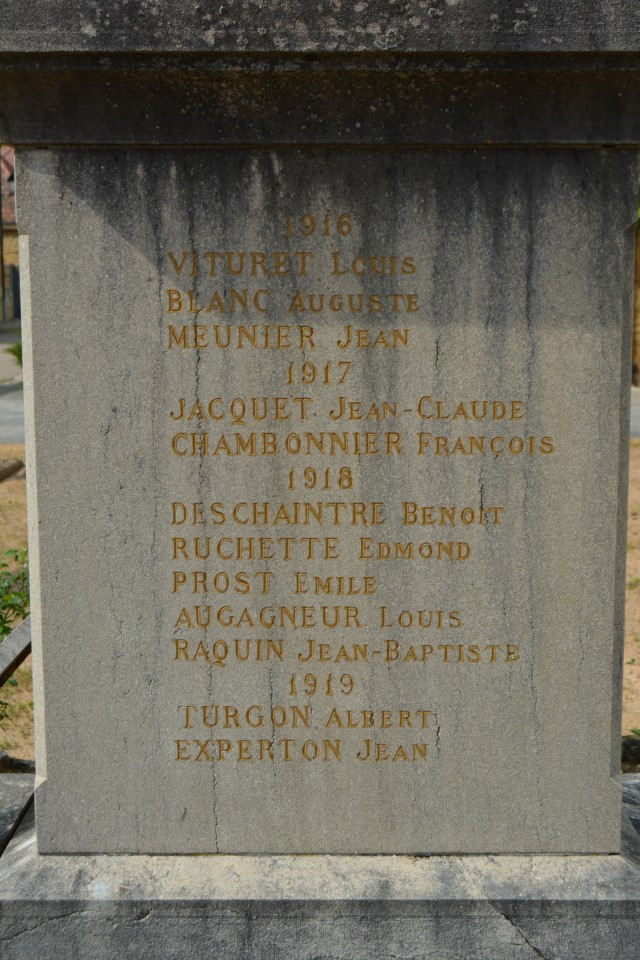 1916
VITURET LOUIS
BLANC AUGUSTE
MEUNIER JEAN
1917
JACQUET JEAN-CLAUDE
CHAMBONNIER FRANÇOIS
1918
DESCHAINTRE BENOIT
RUCHETTE EDMOND
PROST EMILE
AUGAGNEUR LOUIS
RAQUIN JEAN-BAPTISTE
1919
TURGON ALBERT
EXPERTON JEAN